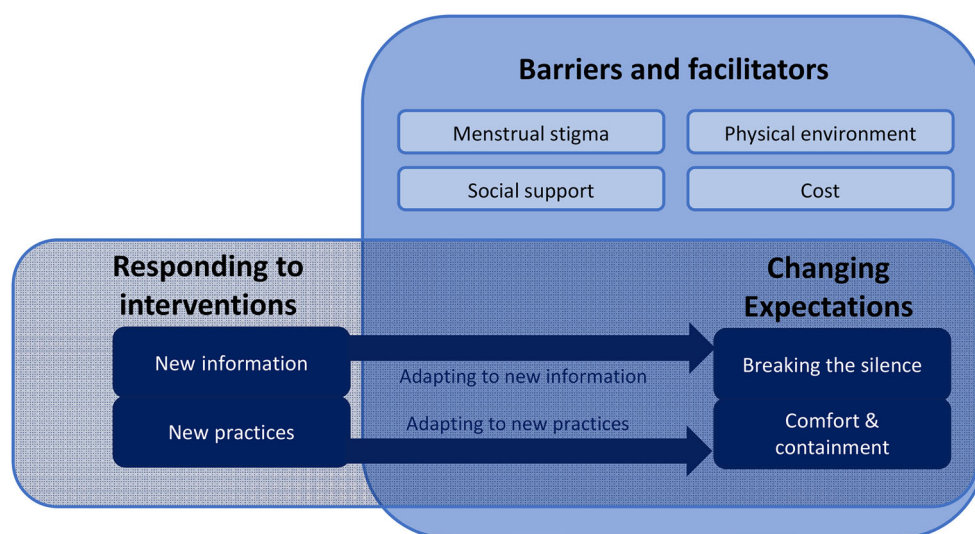 Barriers and facilitators
Menstrual stigma
Physical environment
Social support
Cost
Responding to
interventions
Changing
Expectations
New information
Adapting to new information
Breaking the silence
New practices
Adapting to new practices
Comfort &
containment